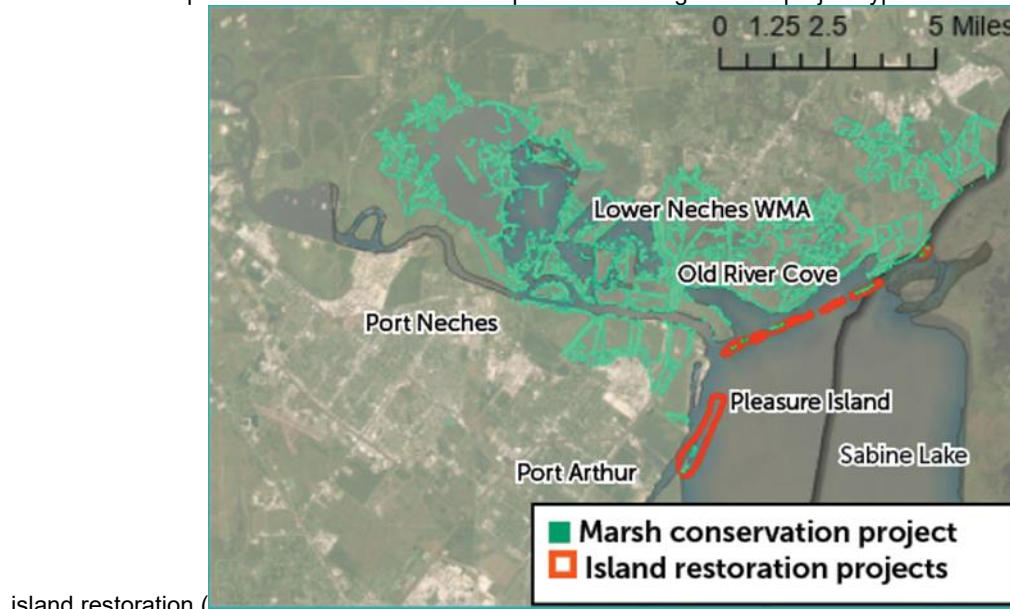 0 1.25 2.5 5 Miles
Lower Neches WMA
Old River Cove
Port Neches
Pleasure Island
Sabine Lake
Port Arthur
Marsh conservation project
Island restoration projects
island restoration (